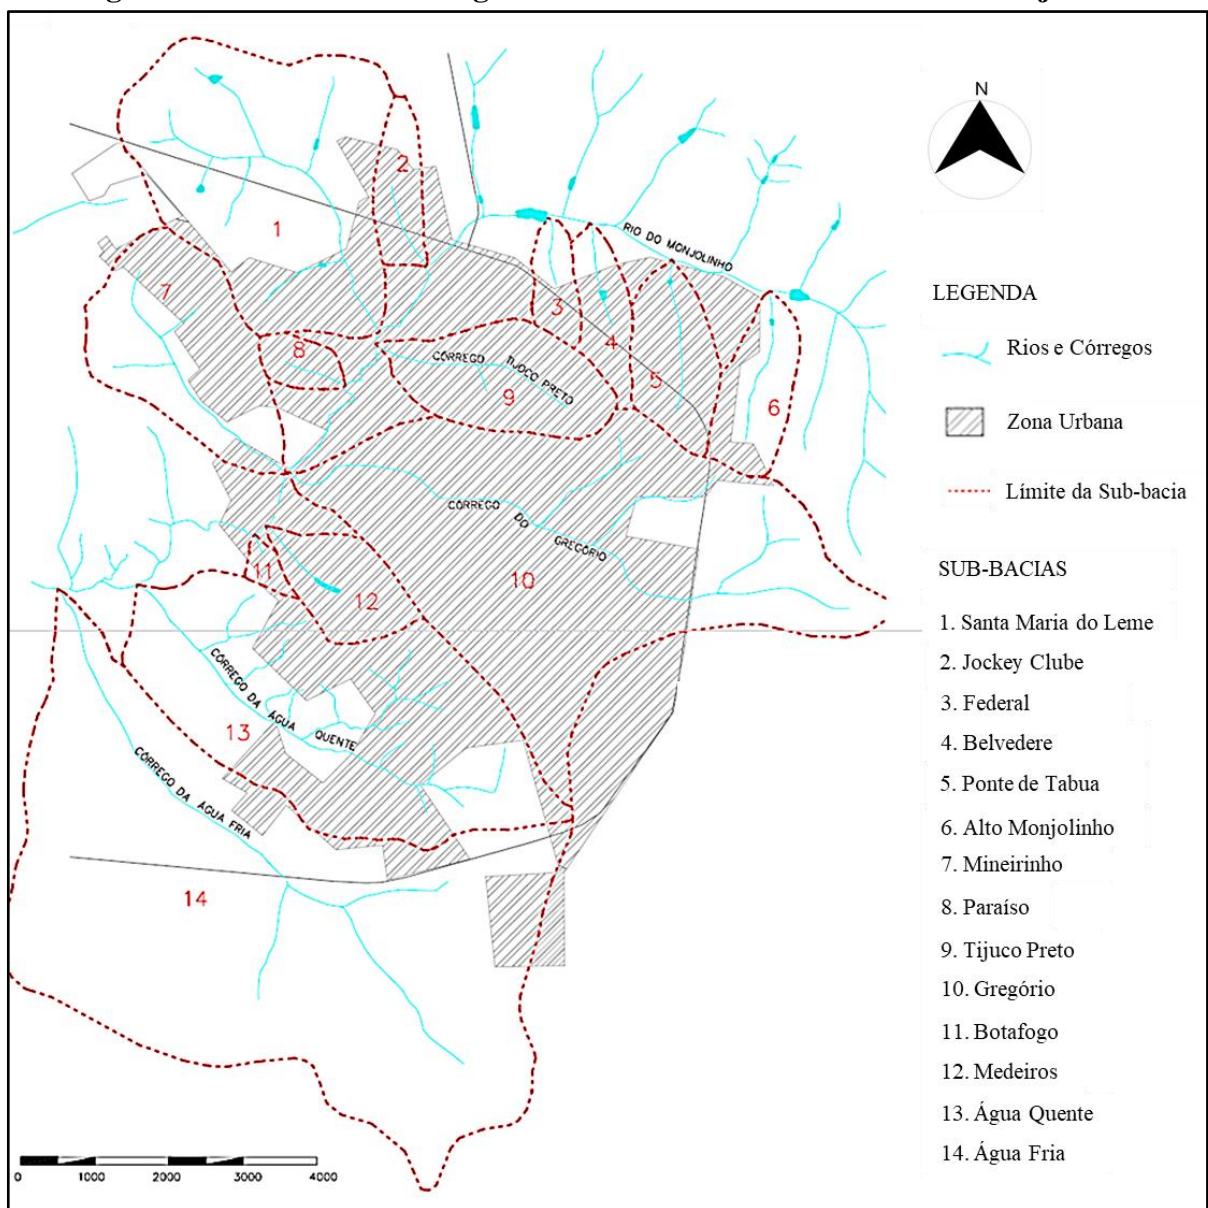 N
RIO DO MONJOLINHO
1
2
3
4
5
6
7
8
9
CÓRREGO TIJUCO PRETO
CÓRREGO DO GREGÓRIO
10
11
12
13
14
CÓRREGO DA ÁGUA QUENTE
CÓRREGO DA ÁGUA FRIA
0 1000 2000 3000 4000
LEGENDA
Rios e Córregos
Zona Urbana
Límite da Sub-bacia
SUB-BACIAS
1. Santa Maria do Leme
2. Jockey Clube
3. Federal
4. Belvedere
5. Ponte de Tabua
6. Alto Monjolinho
7. Mineirinho
8. Paraíso
9. Tijuco Preto
10. Gregório
11. Botafogo
12. Medeiros
13. Água Quente
14. Água Fria